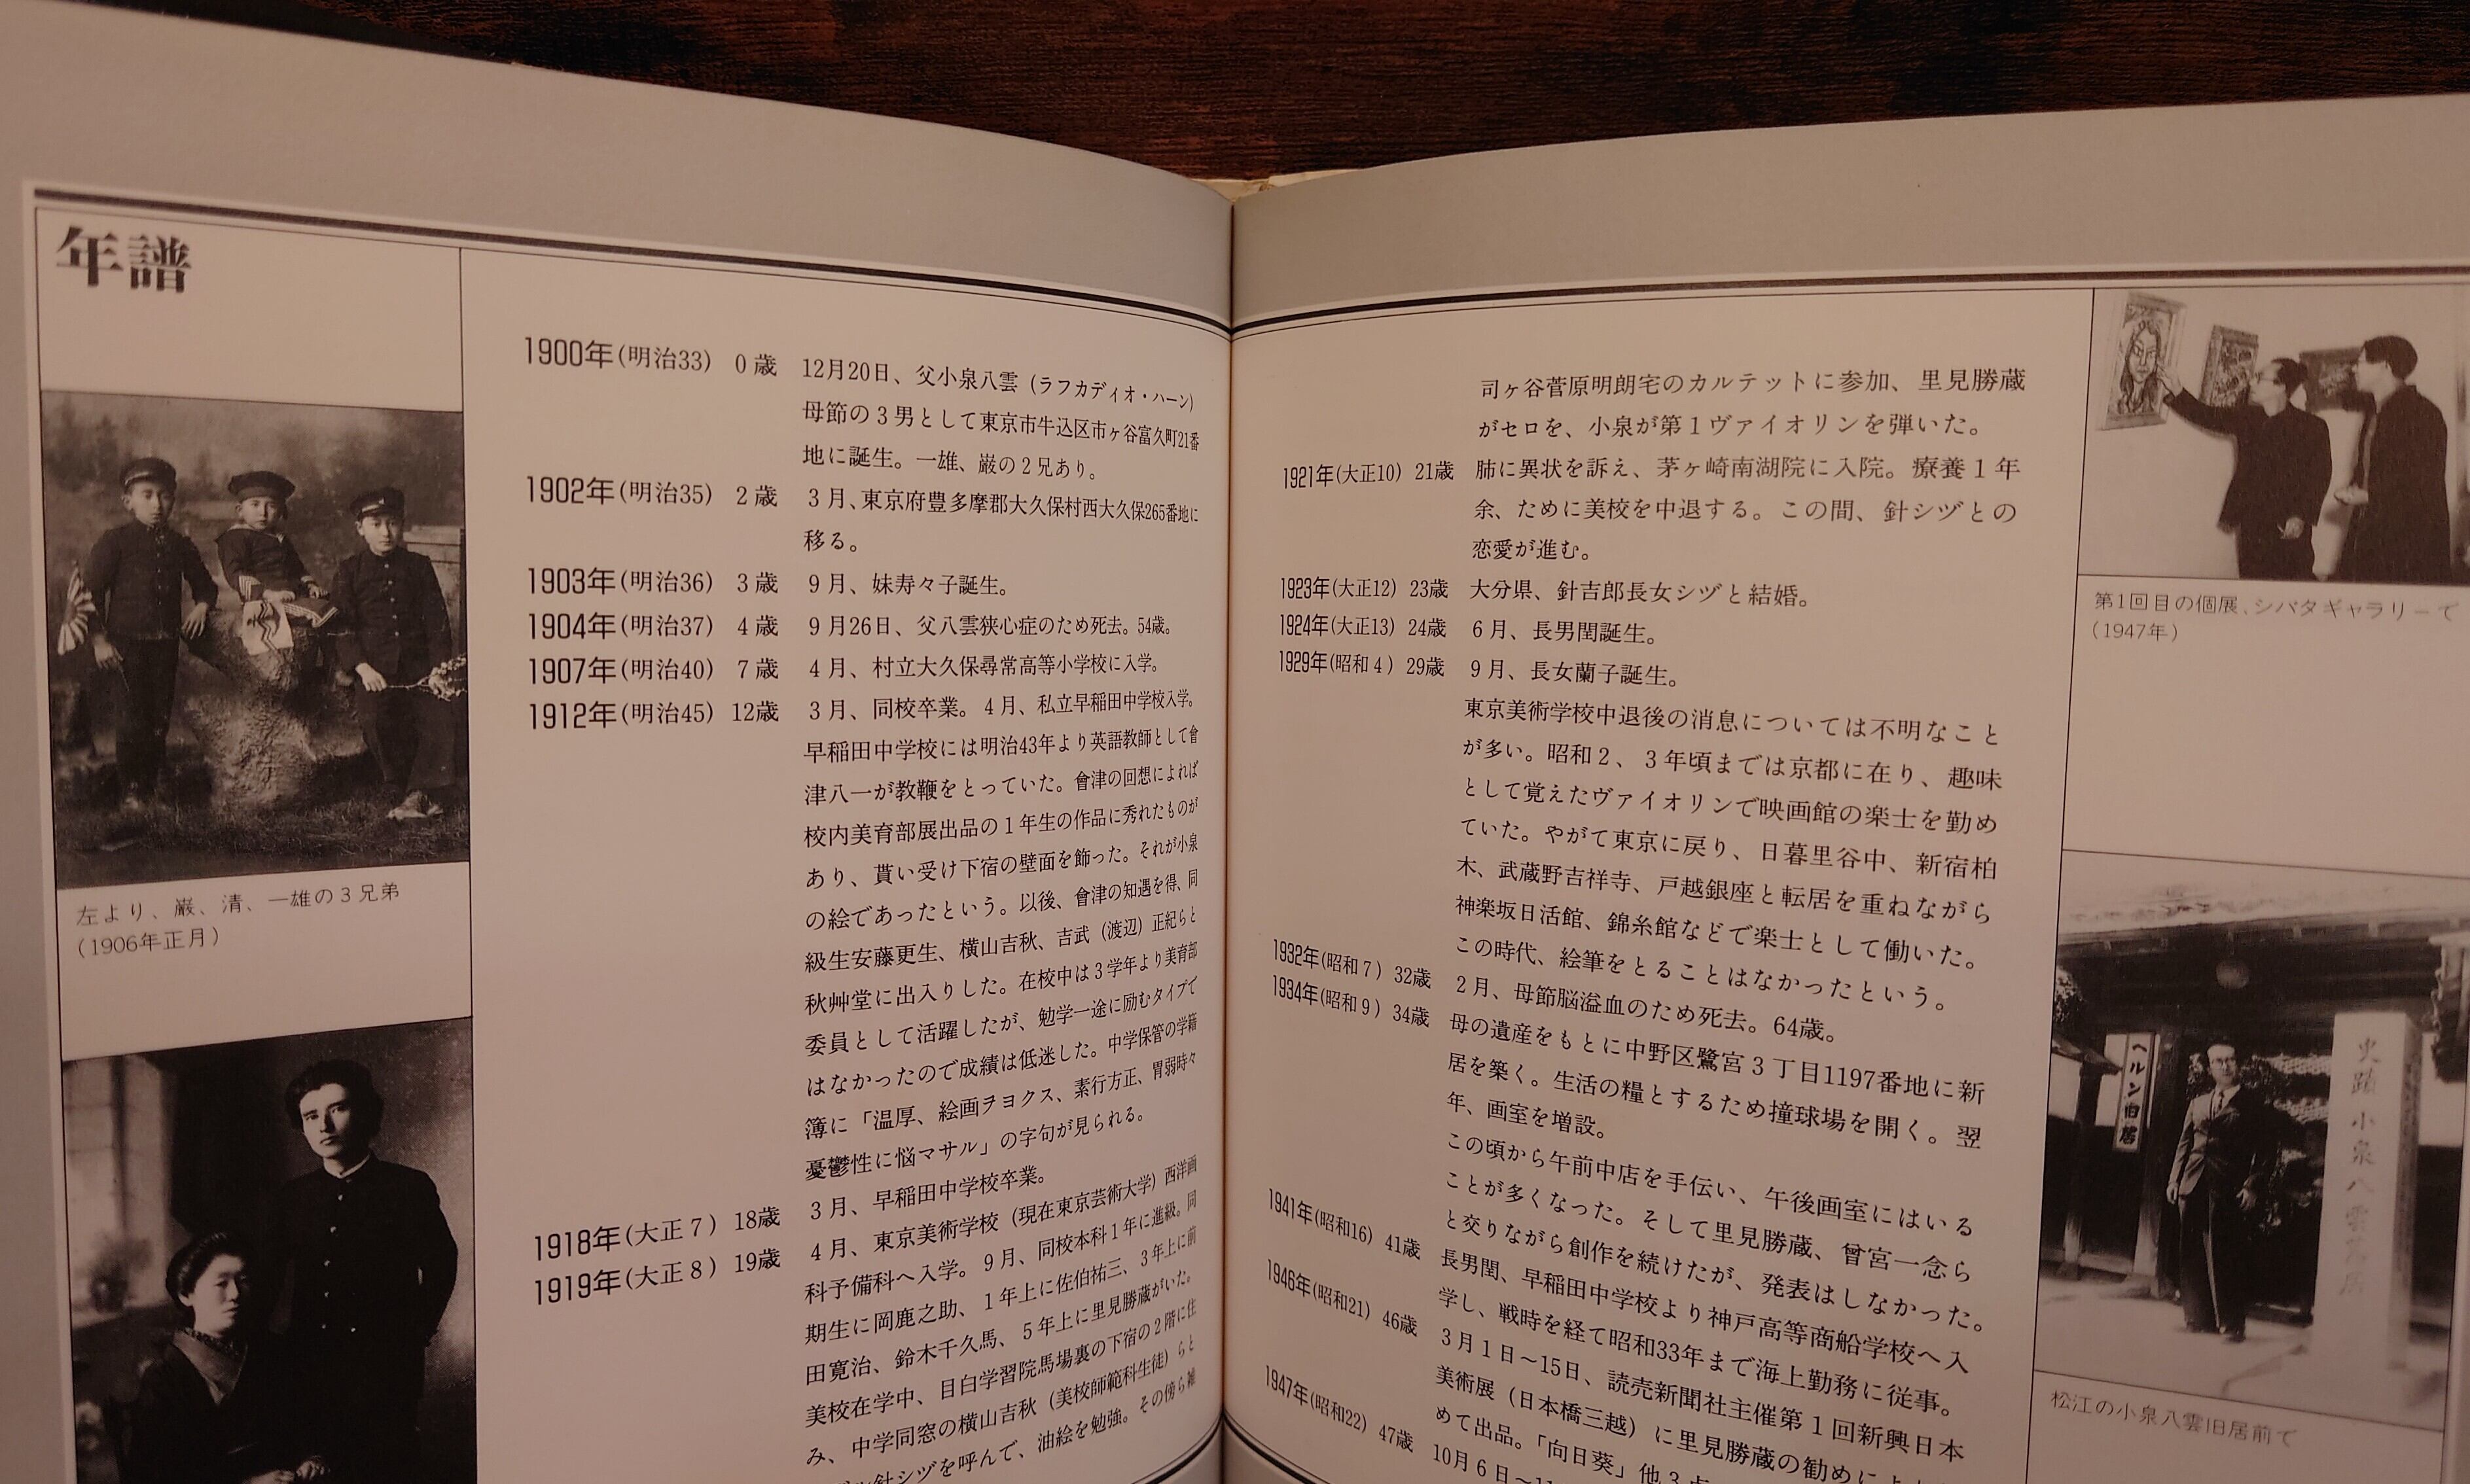 年譜
左より、巌、清、一雄の3兄弟
(1906年正月)
1900年(明治33) 0歳 12月20日、父小泉八雲(ラフカディオ・ハーン)
母節の3男として東京市牛込区市ヶ谷富久町21番
地に誕生。一雄、巌の2兄あり。
1902年(明治35) 2歳 3月、東京府豊多摩郡大久保村西大久保265番地に
移る。
1903年(明治36) 3歳 9月、妹寿々子誕生。
1904年(明治37) 4歳 9月26日、父八雲狭心症のため死去。54歳。
1907年(明治40) 7歳 4月、村立大久保尋常高等小学校に入学。
1912年(明治45) 12歳 3月、同校卒業。4月、私立早稲田中学校入学。
早稲田中学校には明治43年より英語教師として會
津八一が教鞭をとっていた。會津の回想によれば
校内美育部展出品の1年生の作品に秀れたものが
あり、貰い受け下宿の壁面を飾った。それが小泉
の絵であったという。以後、會津の知遇を得、同
級生安藤更生、横山吉秋、吉武(渡辺)正紀らと
秋艸堂に出入りした。在校中は3学年より美育部
委員として活躍したが、勉学一途に励むタイプで
はなかったので成績は低迷した。中学保管の学籍
簿に「温厚、絵画ヲヨクス、素行方正、胃弱時々
憂鬱性に悩マサル」の字句が見られる。
1918年(大正7) 18歳 3月、早稲田中学校卒業。
1919年(大正8) 19歳 4月、東京美術学校(現在東京芸術大学)西洋画
科予備科へ入学。9月、同校本科1年に進級。同
期生に岡鹿之助、1年上に佐伯祐三、3年上に前
田寛治、鈴木千久馬、5年上に里見勝蔵がいた。
美校在学中、目白学習院馬場裏の下宿の2階に住
み、中学同窓の横山吉秋(美校師範科生徒)らと
針シヅを呼んで、油絵を勉強。その傍ら雑
司ヶ谷菅原明朗宅のカルテットに参加、里見勝蔵
がセロを、小泉が第1ヴァイオリンを弾いた。
1921年(大正10) 21歳 肺に異状を訴え、茅ヶ崎南湖院に入院。療養1年
余、ために美校を中退する。この間、針シヅとの
恋愛が進む。
1923年(大正12) 23歳 大分県、針吉郎長女シヅと結婚。
1924年(大正13) 24歳 6月、長男閏誕生。
1929年(昭和4) 29歳 9月、長女蘭子誕生。
東京美術学校中退後の消息については不明なこと
が多い。昭和2、3年頃までは京都に在り、趣味
として覚えたヴァイオリンで映画館の楽士を勤め
ていた。やがて東京に戻り、日暮里谷中、新宿柏
木、武蔵野吉祥寺、戸越銀座と転居を重ねながら
神楽坂日活館、錦糸館などで楽士として働いた。
この時代、絵筆をとることはなかったという。
1932年(昭和7) 32歳 2月、母節脳溢血のため死去。64歳。
1934年(昭和9) 34歳 母の遺産をもとに中野区鷺宮3丁目1197番地に新
居を築く。生活の糧とするため撞球場を開く。翌
年、画室を増設。
この頃から午前中店を手伝い、午後画室にはいる
ことが多くなった。そして里見勝蔵、曾宮一念ら
と交りながら創作を続けたが、発表はしなかった。
1941年(昭和16) 41歳 長男閏、早稲田中学校より神戸高等商船学校へ入
学し、戦時を経て昭和33年まで海上勤務に従事。
1946年(昭和21) 46歳 3月1日〜15日、読売新聞社主催第1回新興日本
美術展(日本橋三越)に里見勝蔵の勧めに
めて出品。「向日葵」他3点
1947年(昭和22) 47歳 10月6日〜
第1回目の個展、シバタギャラリーで
(1947年)
ヘルン旧居
史蹟小泉八雲旧居
松江の小泉八雲旧居前で